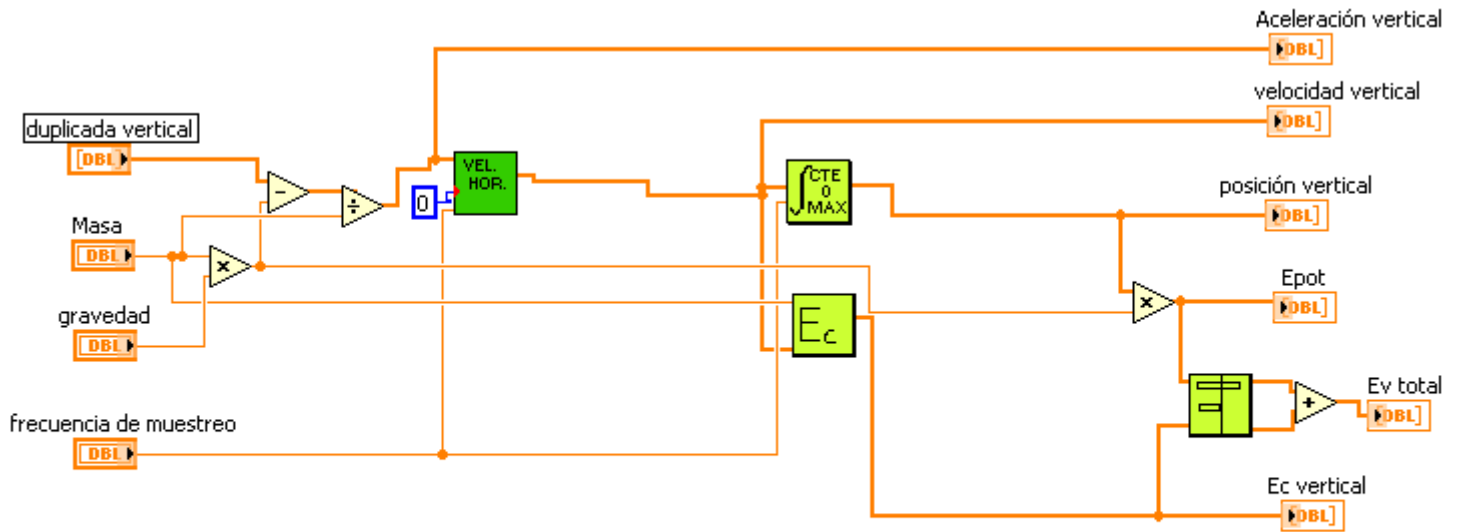 Aceleración vertical
DBL]
velocidad vertical
DBL]
duplicada vertical
[DBL
VEL.
HOR.
0
CTE
0
MAX
posición vertical
DBL]
Masa
DBL
gravedad
DBL
Ec
Epot
DBL]
Ev total
DBL]
frecuencia de muestreo
DBL
Ec vertical
DBL]